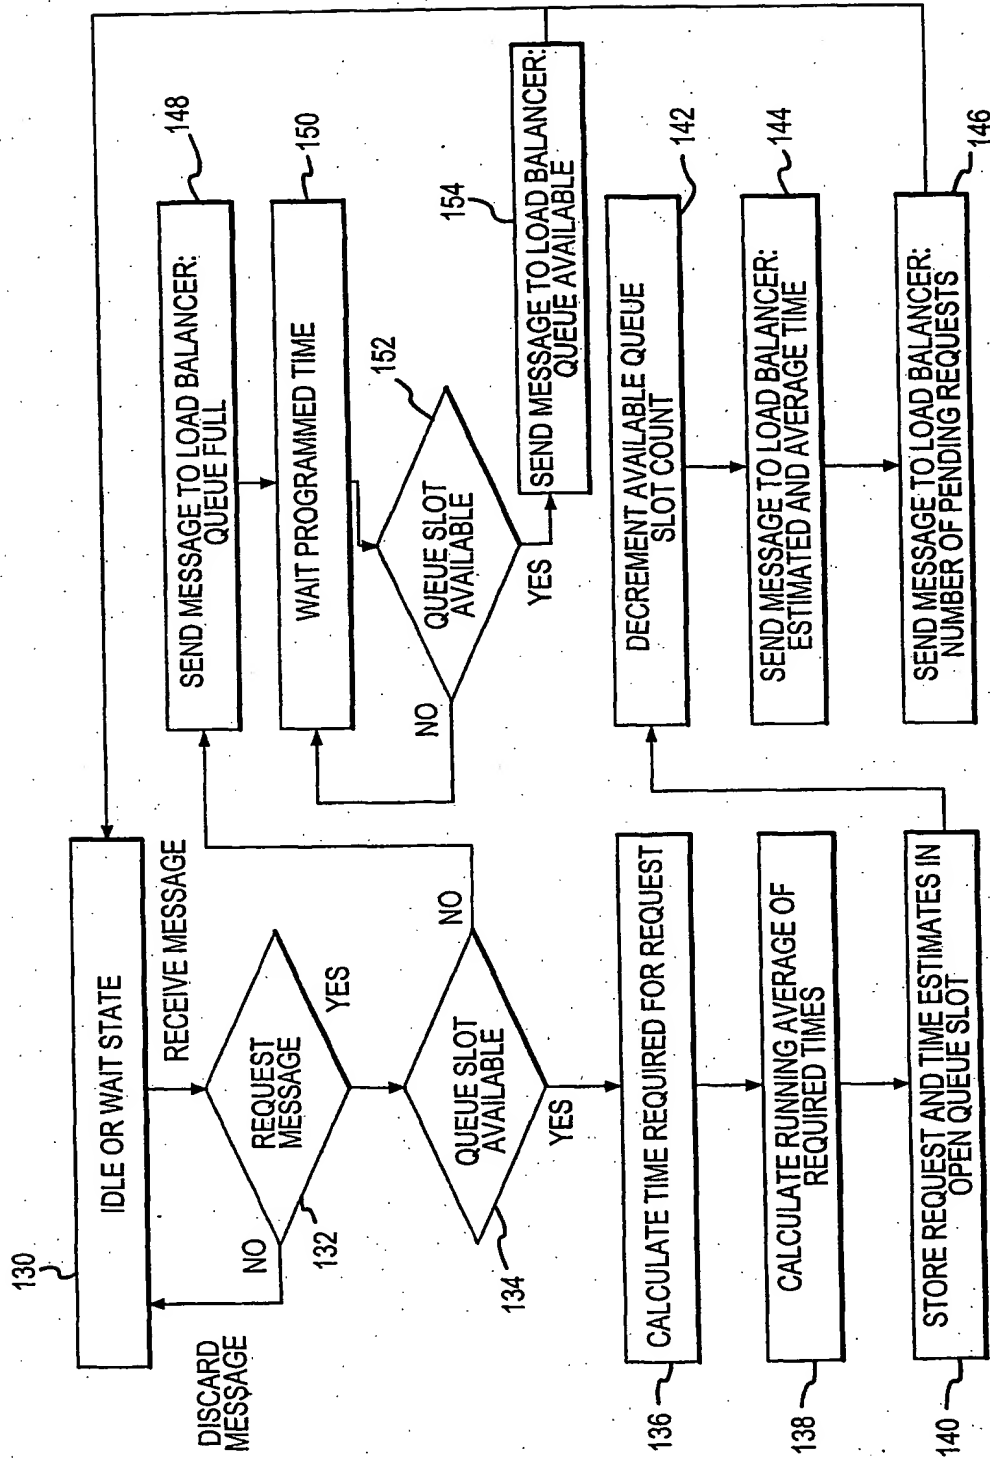 130
IDLE OR WAIT STATE
DISCARD
MESSAGE
NO
RECEIVE MESSAGE
REQUEST
MESSAGE
132
YES
QUEUE SLOT
AVAILABLE
134
NO
YES
136
CALCULATE TIME REQUIRED FOR REQUEST
138
CALCULATE RUNNING AVERAGE OF
REQUIRED TIMES
140
STORE REQUEST AND TIME ESTIMATES IN
OPEN QUEUE SLOT
148
SEND MESSAGE TO LOAD BALANCER:
QUEUE FULL
150
WAIT PROGRAMMED TIME
152
QUEUE SLOT
AVAILABLE
NO
YES
154
SEND MESSAGE TO LOAD BALANCER:
QUEUE AVAILABLE
142
DECREMENT AVAILABLE QUEUE
SLOT COUNT
144
SEND MESSAGE TO LOAD BALANCER:
ESTIMATED AND AVERAGE TIME
146
SEND MESSAGE TO LOAD BALANCER:
NUMBER OF PENDING REQUESTS